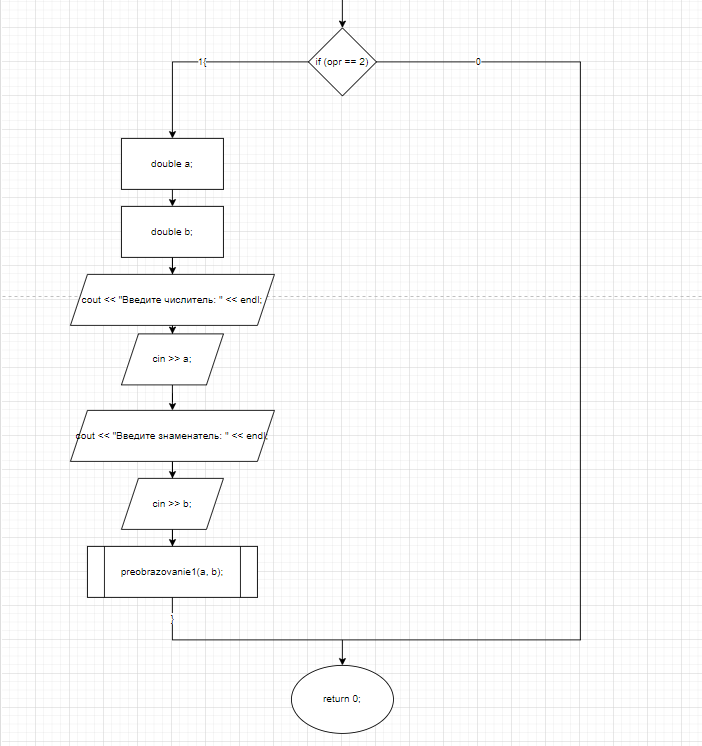 if (opr == 2)
1{
0
double a;
double b;
cout << "Введите числитель: " << endl;
cin >> a;
cout << "Введите знаменатель: " << endl;
cin >> b;
preobrazovanie1(a, b);
}
return 0;